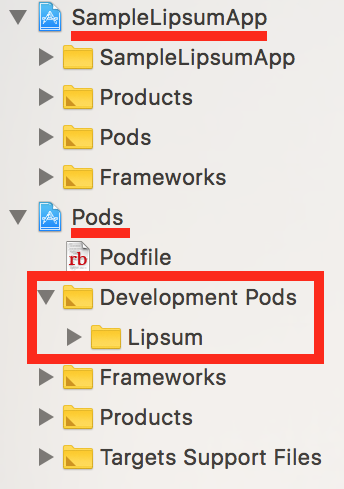 SampleLipsumApp
SampleLipsumApp
Products
Pods
Frameworks
Pods
rb Podfile
Development Pods
Lipsum
Frameworks
Products
Targets Support Files